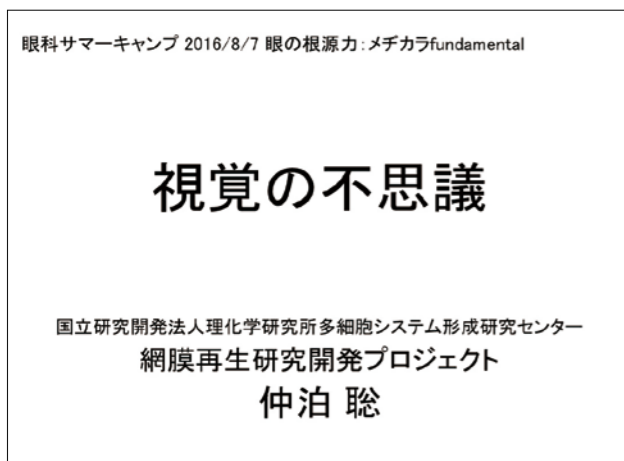 眼科サマーキャンプ 2016/8/7 眼の根源力：メヂカラfundamental
視覚の不思議
国立研究開発法人理化学研究所多細胞システム形成研究センター
網膜再生研究開発プロジェクト
仲泊 聡